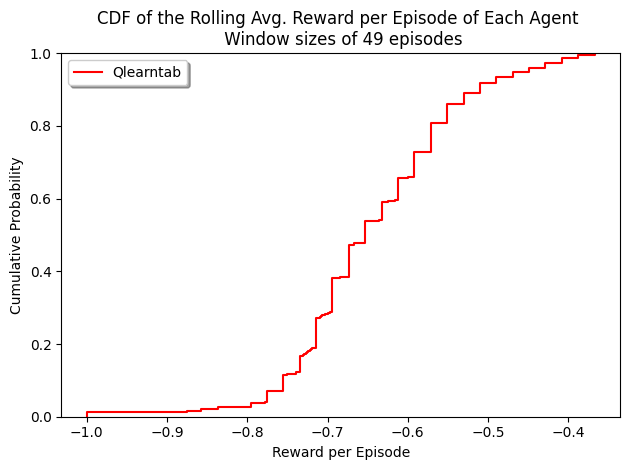 CDF of the Rolling Avg. Reward per Episode of Each Agent
Window sizes of 49 episodes
Qlearntab
Cumulative Probability
1.0
0.8
0.6
0.4
0.2
0.0
−1.0 −0.9 −0.8 −0.7 −0.6 −0.5 −0.4
Reward per Episode